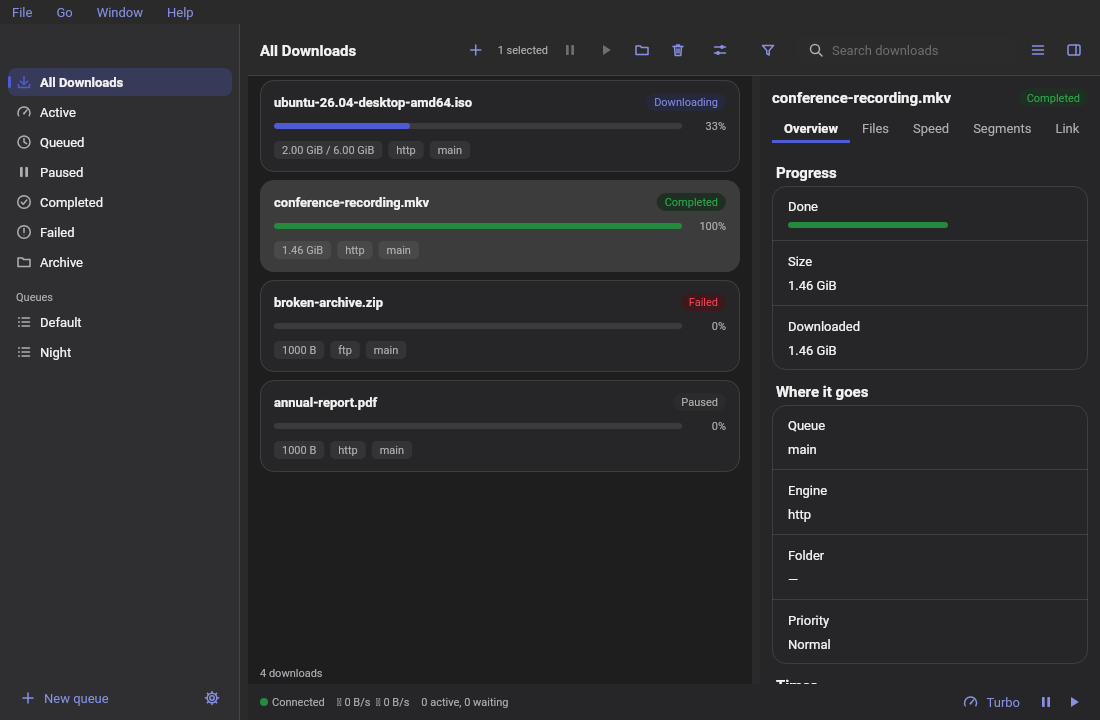 File Go Window Help
All Downloads
Active
Queued
Paused
Completed
Failed
Archive
Queues
Default
Night
New queue
All Downloads
1 selected
Search downloads
ubuntu-26.04-desktop-amd64.iso
Downloading
33%
2.00 GiB / 6.00 GiB http main
conference-recording.mkv
Completed
100%
1.46 GiB http main
broken-archive.zip
Failed
0%
1000 B ftp main
annual-report.pdf
Paused
0%
1000 B http main
4 downloads
conference-recording.mkv
Completed
Overview Files Speed Segments Link
Progress
Done
Size
1.46 GiB
Downloaded
1.46 GiB
Where it goes
Queue
main
Engine
http
Folder
—
Priority
Normal
Connected 0 B/s 0 B/s 0 active, 0 waiting
Turbo